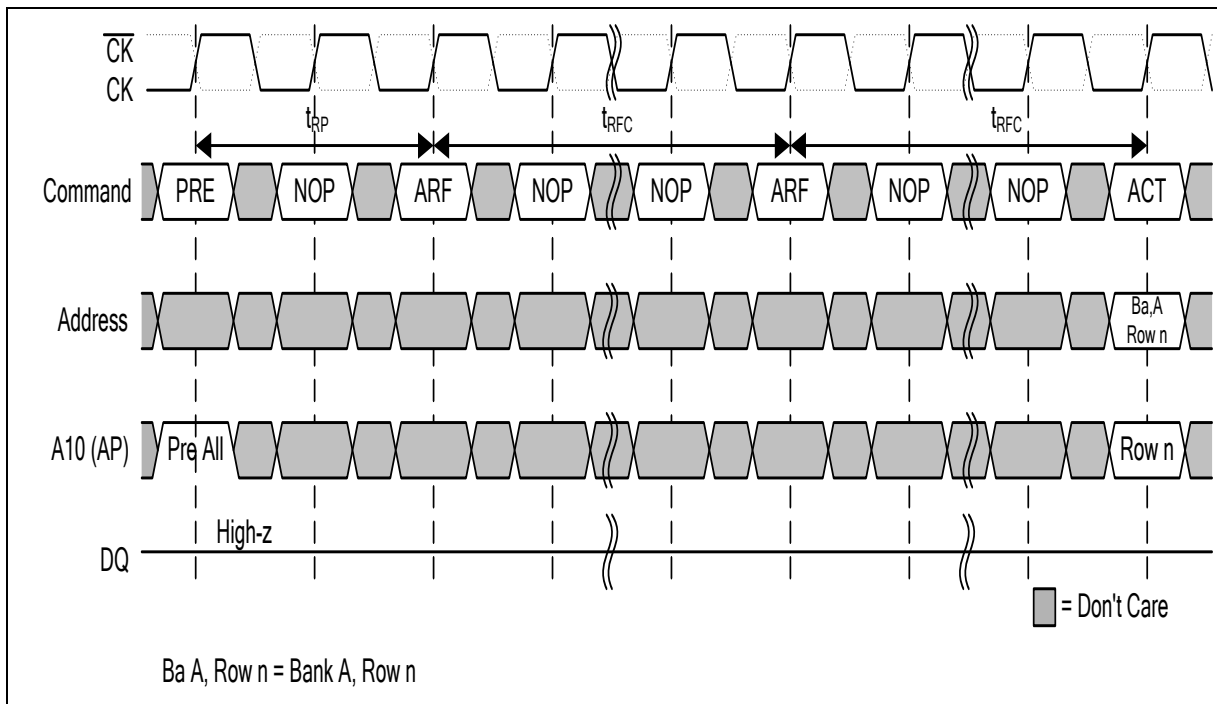 CK
CK
tRP
tRFC
tRFC
Command
PRE
NOP
ARF
NOP
NOP
ARF
NOP
NOP
ACT
Address
Ba,A
Row n
A10 (AP)
Pre All
Row n
High-z
DQ
= Don't Care
Ba A, Row n = Bank A, Row n